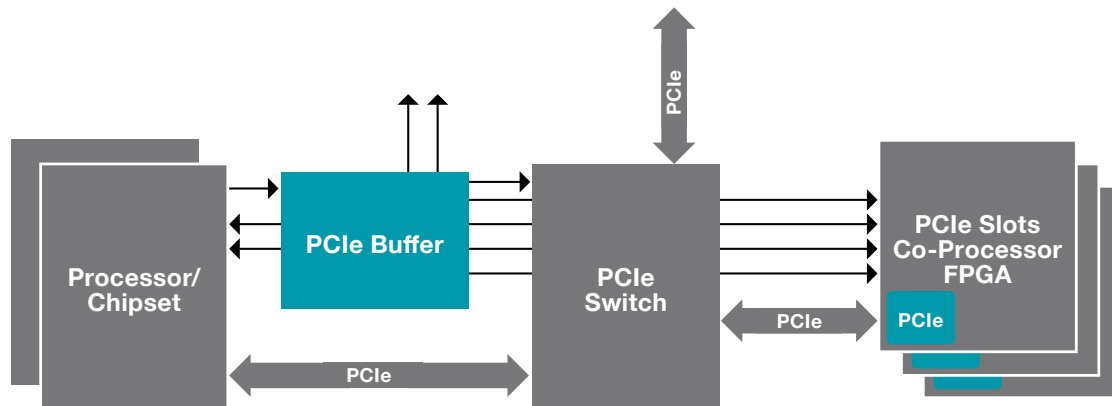 PCIe
PCIe Buffer
Processor/
Chipset
PCIe
PCIe
Switch
PCIe
PCIe Slots
Co-Processor
FPGA
PCIe